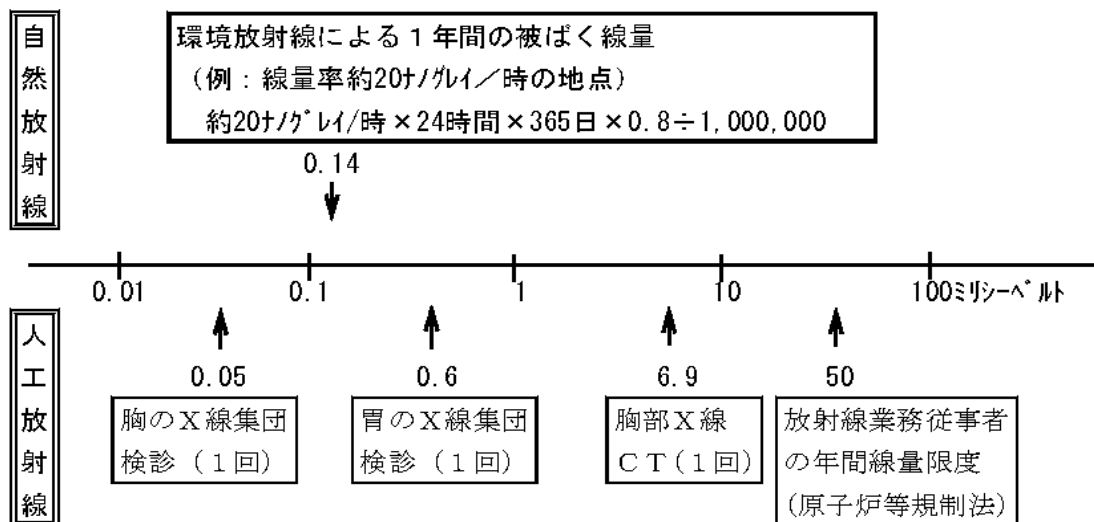 自然放射線
環境放射線による1年間の被ばく線量
(例:線量率約20ナノグレイ/時の地点)
約20ナノグレイ/時×24時間×365日×0.8÷1,000,000
0.14
0.01 0.1 1 10 100ミリシーベルト
人工放射線
0.05 0.6 6.9 50
胸のX線集団
検診(1回)
胃のX線集団
検診(1回)
胸部X線
CT(1回)
放射線業務従事者
の年間線量限度
(原子炉等規制法)